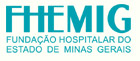 FHEMIG
FUNDAÇÃO HOSPITALAR DO
ESTADO DE MINAS GERAIS